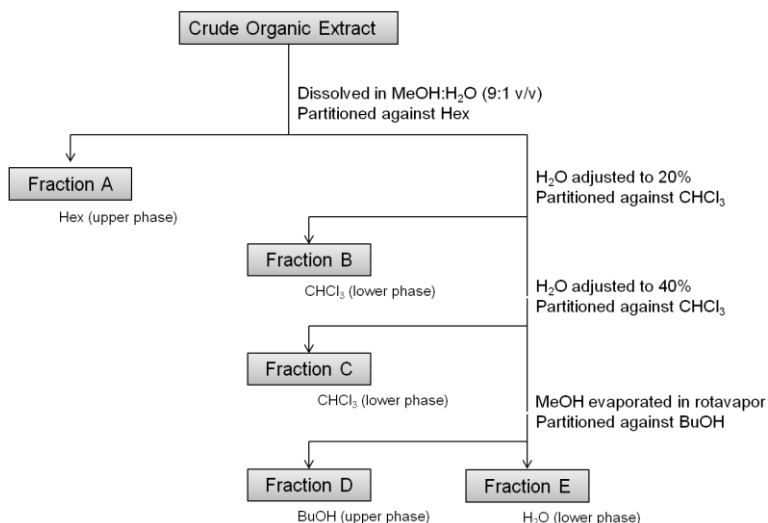 Crude Organic Extract
Dissolved in MeOH:H₂O (9:1 v/v)
Partitioned against Hex
Fraction A
Hex (upper phase)
H₂O adjusted to 20%
Partitioned against CHCl₃
Fraction B
CHCl₃ (lower phase)
H₂O adjusted to 40%
Partitioned against CHCl₃
Fraction C
CHCl₃ (lower phase)
MeOH evaporated in rotavapor
Partitioned against BuOH
Fraction D
BuOH (upper phase)
Fraction E
H₂O (lower phase)